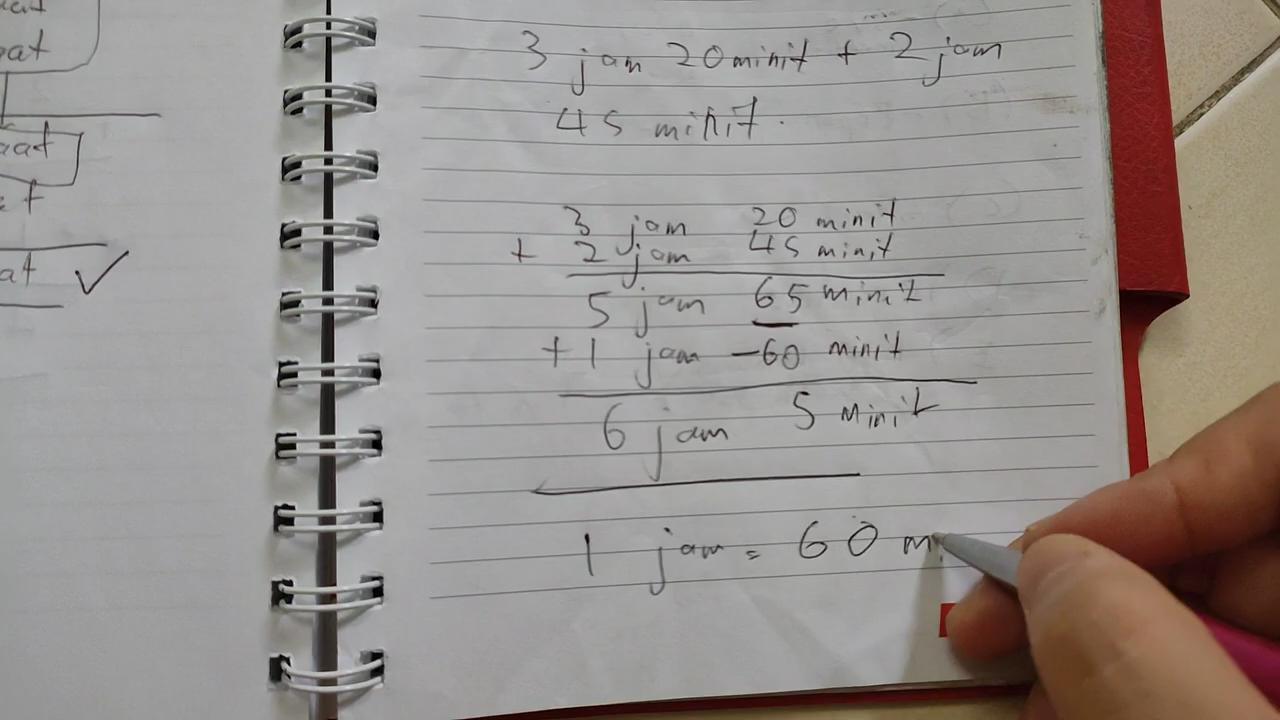 3 jam 20 minit + 2 jam
45 minit.
3 jam 20 minit
+ 2 jam 45 minit
5 jam 65 minit
+1 jam -60 minit
6 jam 5 minit
1 jam = 60 m